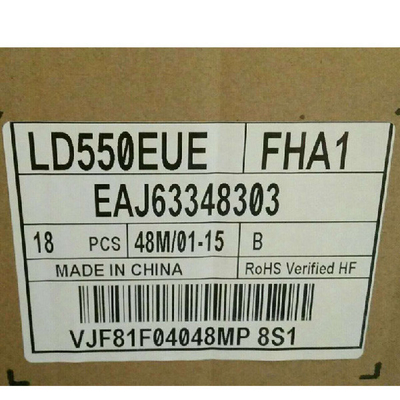 LD550EUE FHA1
EAJ63348303
18 PCS 48M/01-15 B
MADE IN CHINA RoHS Verified HF
VJF81F04048MP 8S1